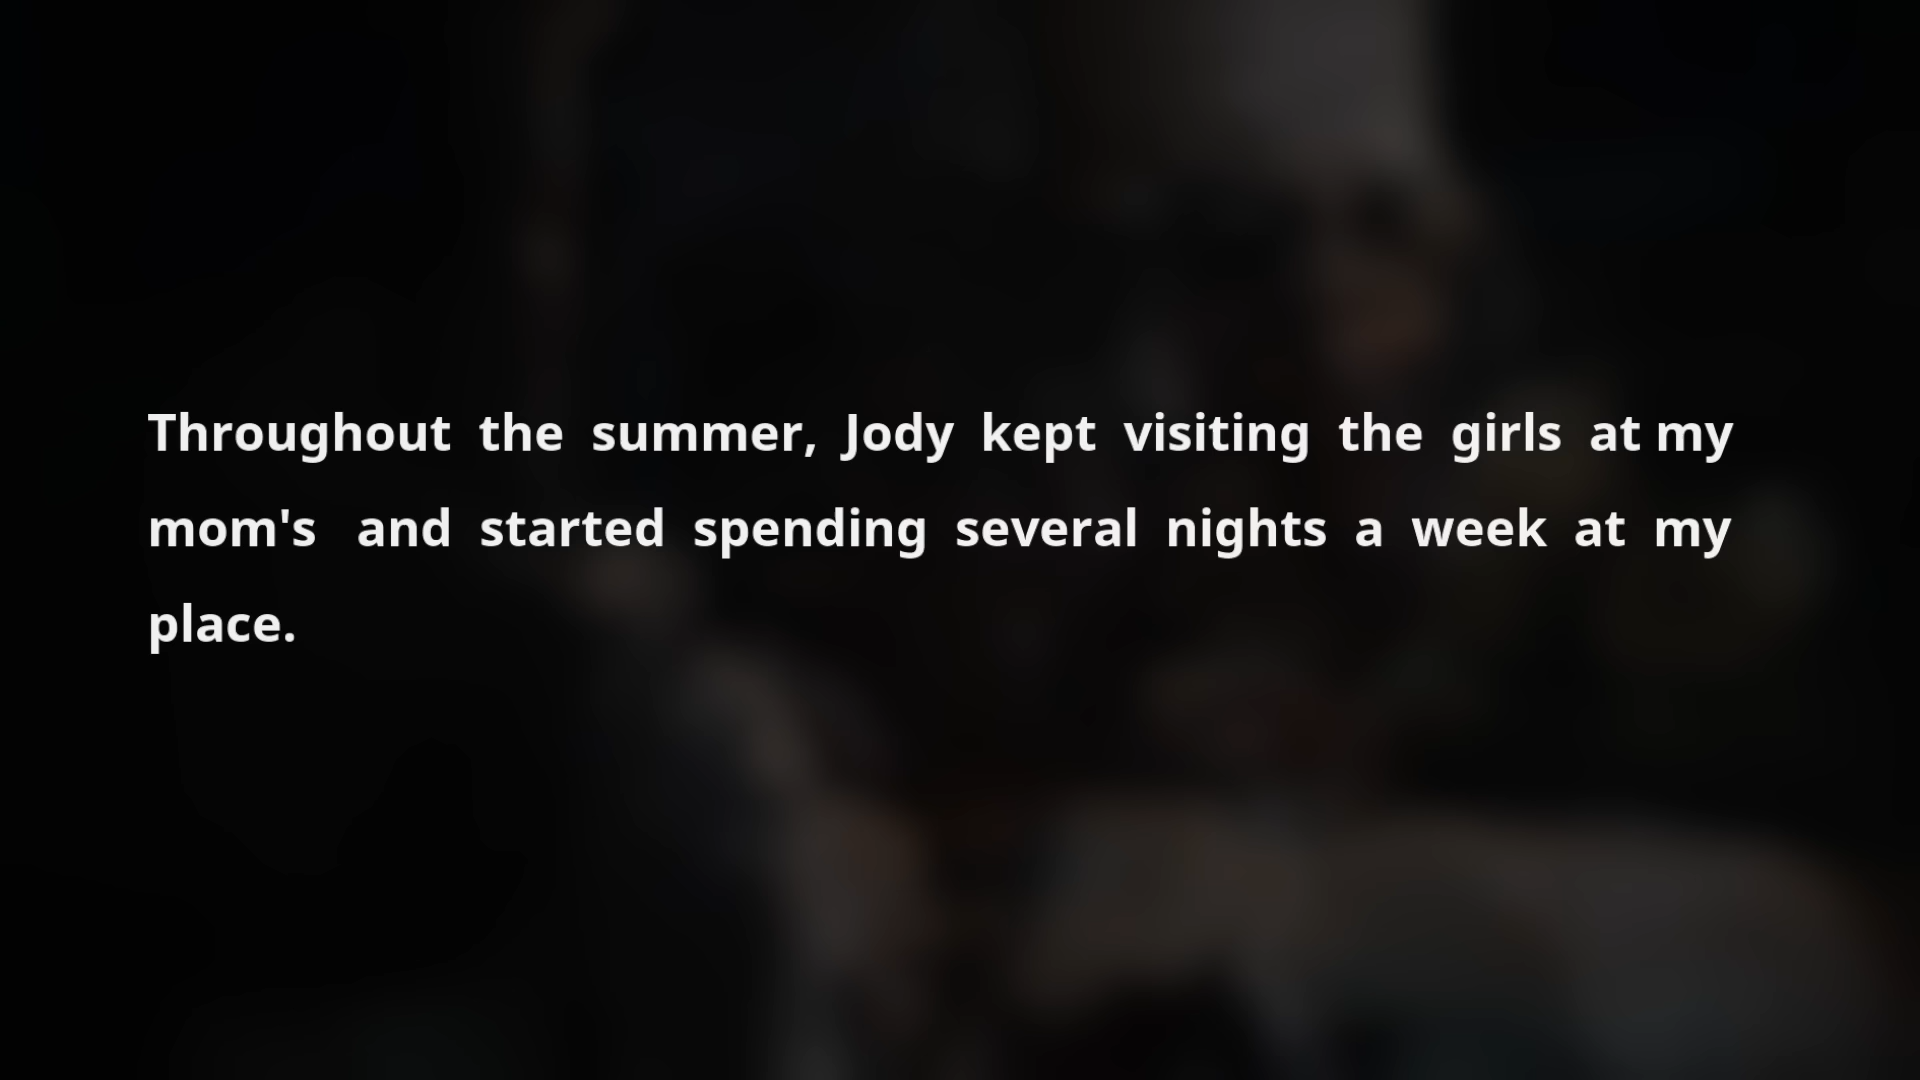 Throughout the summer, Jody kept visiting the girls at my
mom's and started spending several nights a week at my
place.